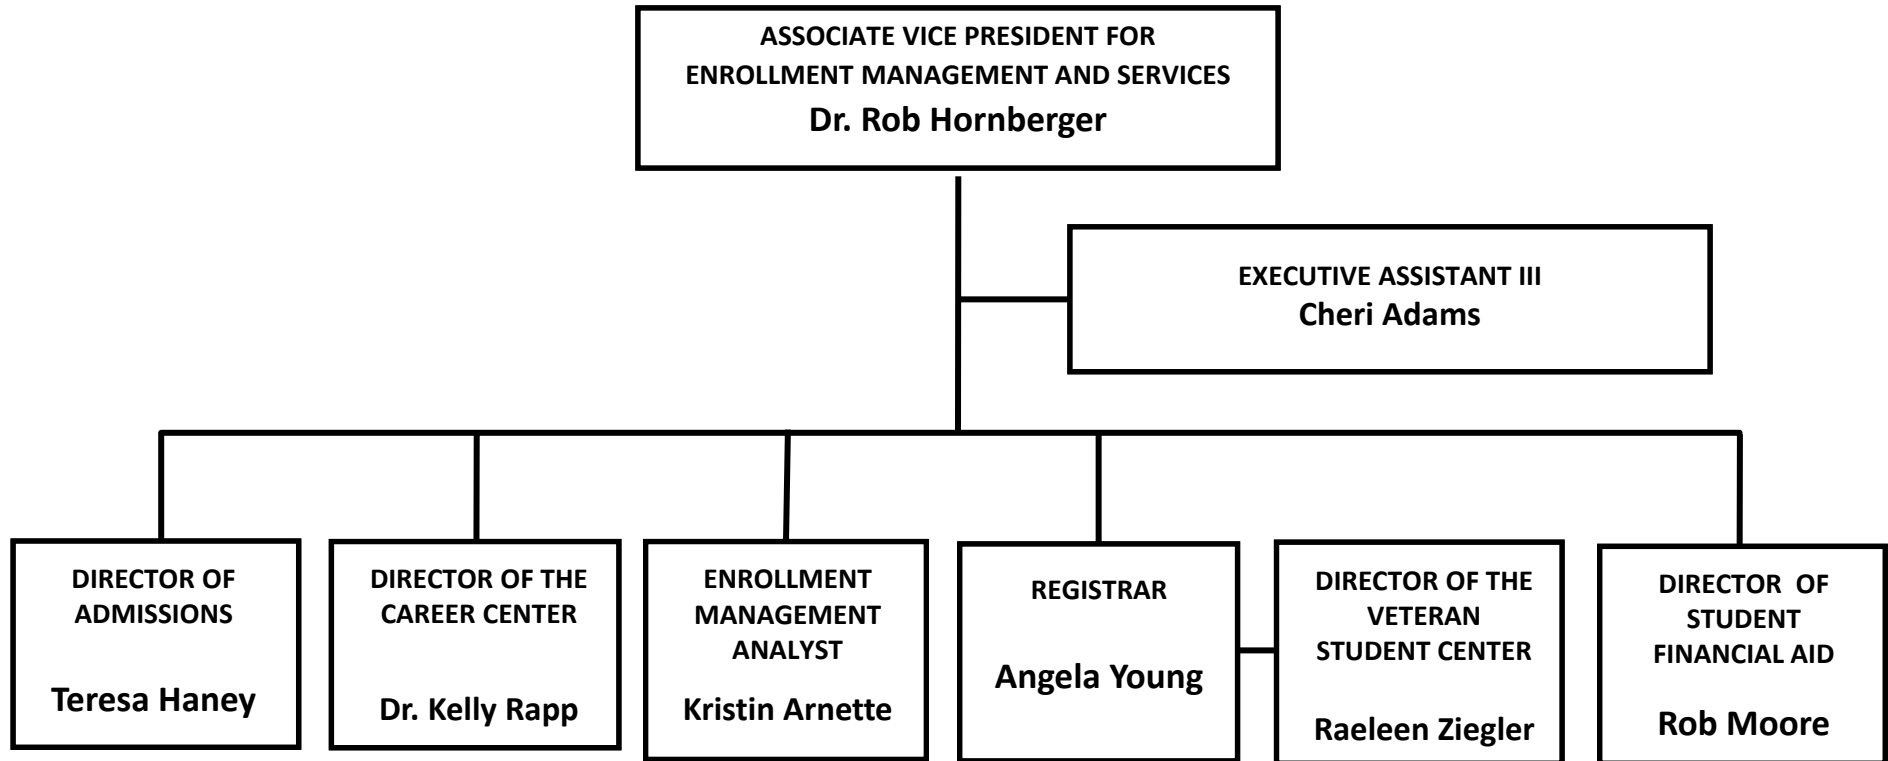 ASSOCIATE VICE PRESIDENT FOR
ENROLLMENT MANAGEMENT AND SERVICES
Dr. Rob Hornberger
EXECUTIVE ASSISTANT III
Cheri Adams
DIRECTOR OF
ADMISSIONS
Teresa Haney
DIRECTOR OF THE
CAREER CENTER
Dr. Kelly Rapp
ENROLLMENT
MANAGEMENT
ANALYST
Kristin Arnette
REGISTRAR
Angela Young
DIRECTOR OF THE
VETERAN
STUDENT CENTER
Raeleen Ziegler
DIRECTOR OF
STUDENT
FINANCIAL AID
Rob Moore